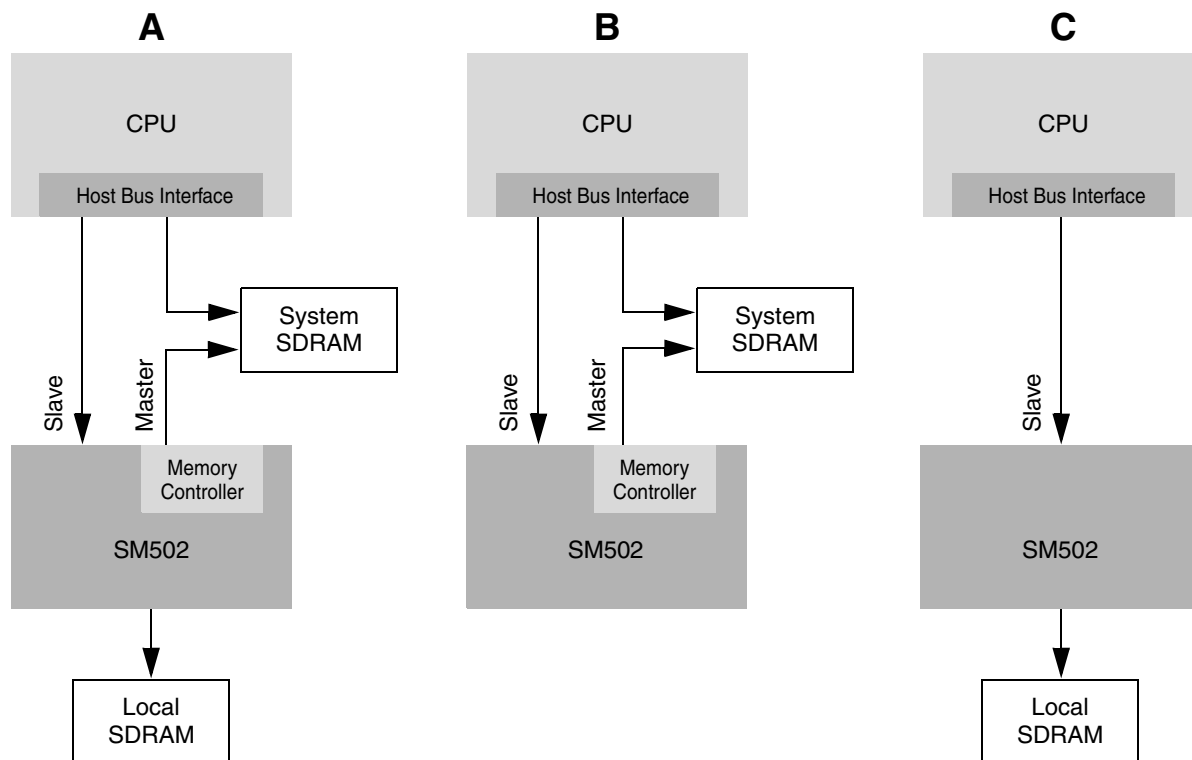 A
B
C
CPU
CPU
CPU
Host Bus Interface
Host Bus Interface
Host Bus Interface
System
SDRAM
System
SDRAM
Slave
Master
Slave
Master
Slave
Memory
Controller
Memory
Controller
SM502
SM502
SM502
Local
SDRAM
Local
SDRAM